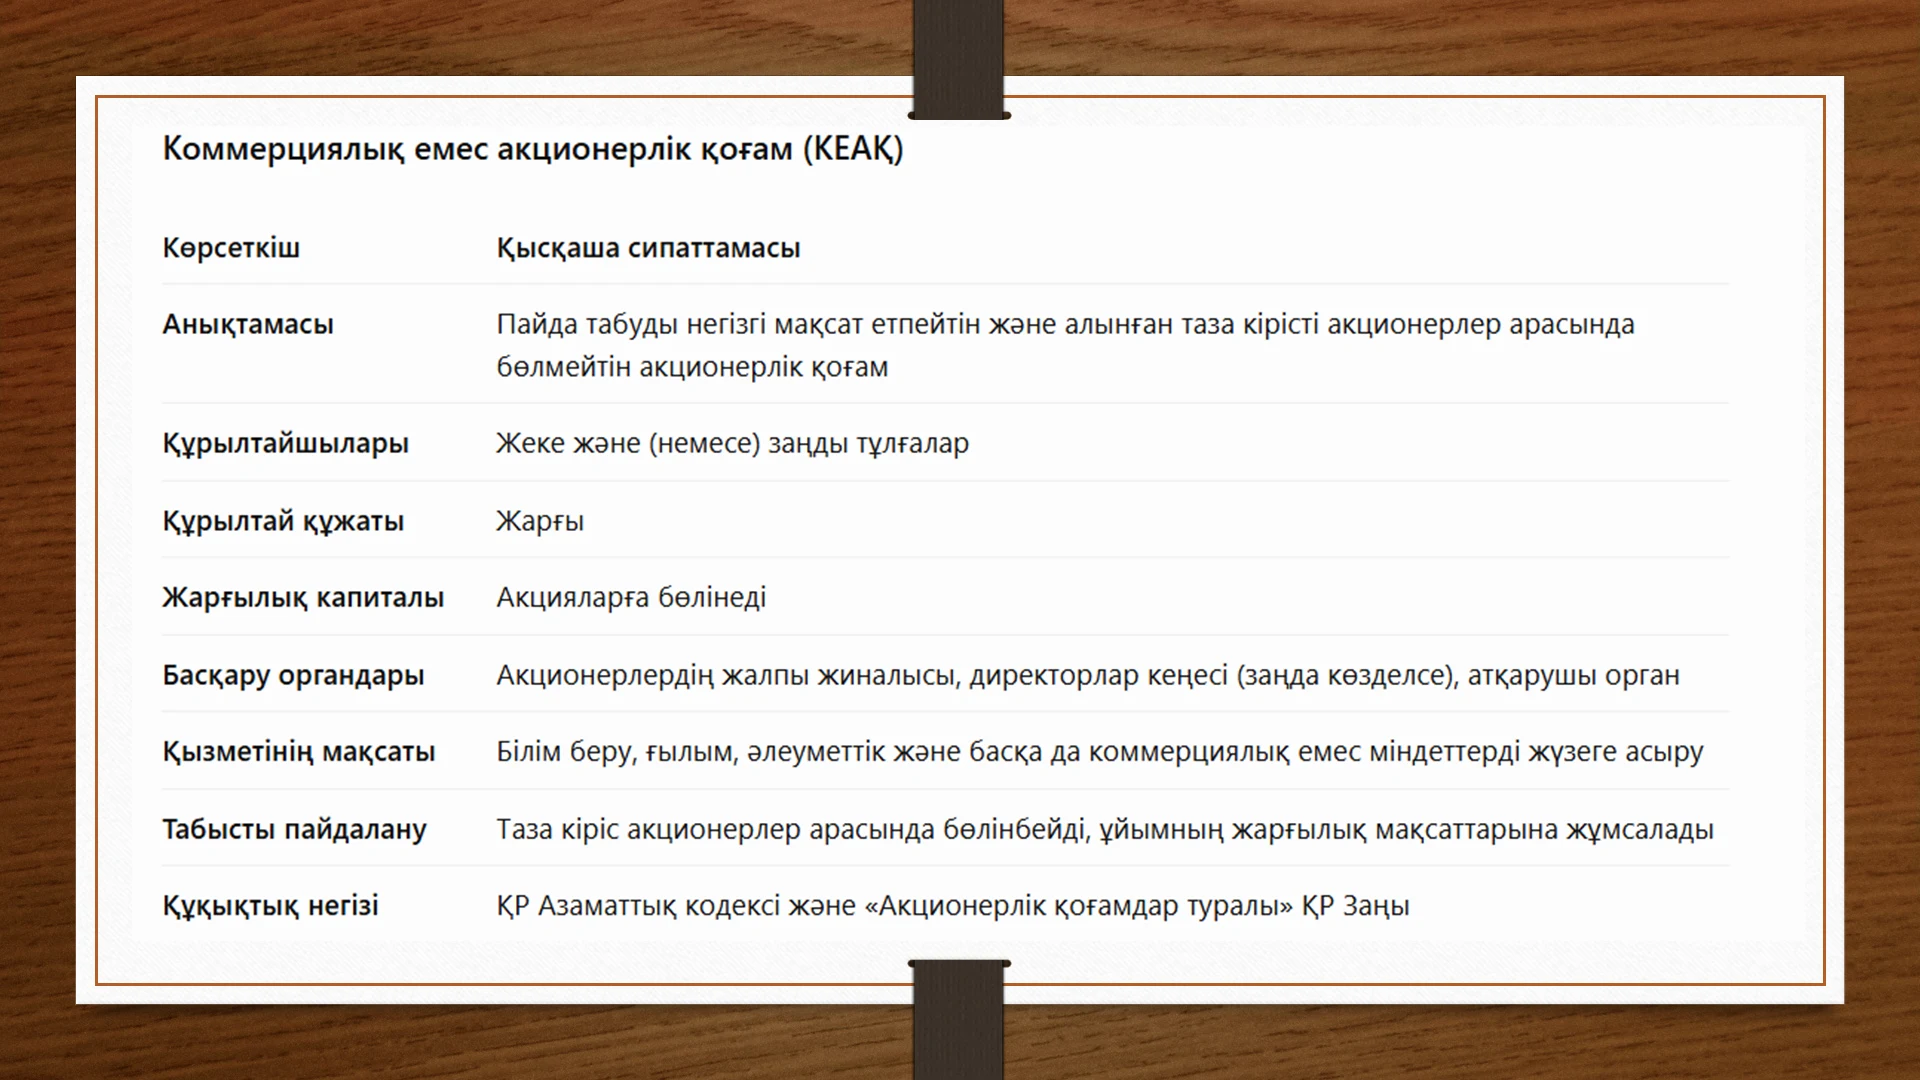 Коммерциялық емес акционерлік қоғам (КЕАҚ)
Көрсеткіш Қысқаша сипаттамасы
Анықтамасы Пайда табуды негізгі мақсат етпейтін және алынған таза кірісті акционерлер арасында
бөлмейтін акционерлік қоғам
Құрылтайшылары Жеке және (немесе) заңды тұлғалар
Құрылтай құжаты Жарғы
Жарғылық капиталы Акцияларға бөлінеді
Басқару органдары Акционерлердің жалпы жиналысы, директорлар кеңесі (заңда көзделсе), атқарушы орган
Қызметінің мақсаты Білім беру, ғылым, әлеуметтік және басқа да коммерциялық емес міндеттерді жүзеге асыру
Табысты пайдалану Таза кіріс акционерлер арасында бөлінбейді, ұйымның жарғылық мақсаттарына жұмсалады
Құқықтық негізі ҚР Азаматтық кодексі және «Акционерлік қоғамдар туралы» ҚР Заңы